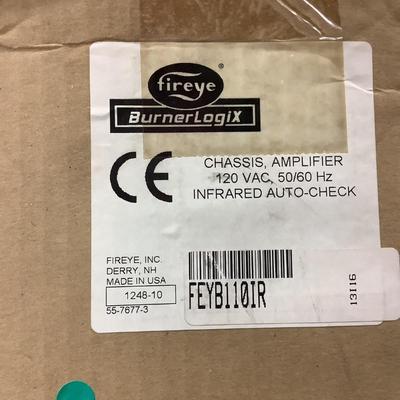 fireye
BurnerLogiX
CE
CHASSIS, AMPLIFIER
120 VAC, 50/60 Hz
INFRARED AUTO-CHECK
FIREYE, INC.
DERRY, NH
MADE IN USA
1248-10
55-7677-3
FEYB110IR
13116